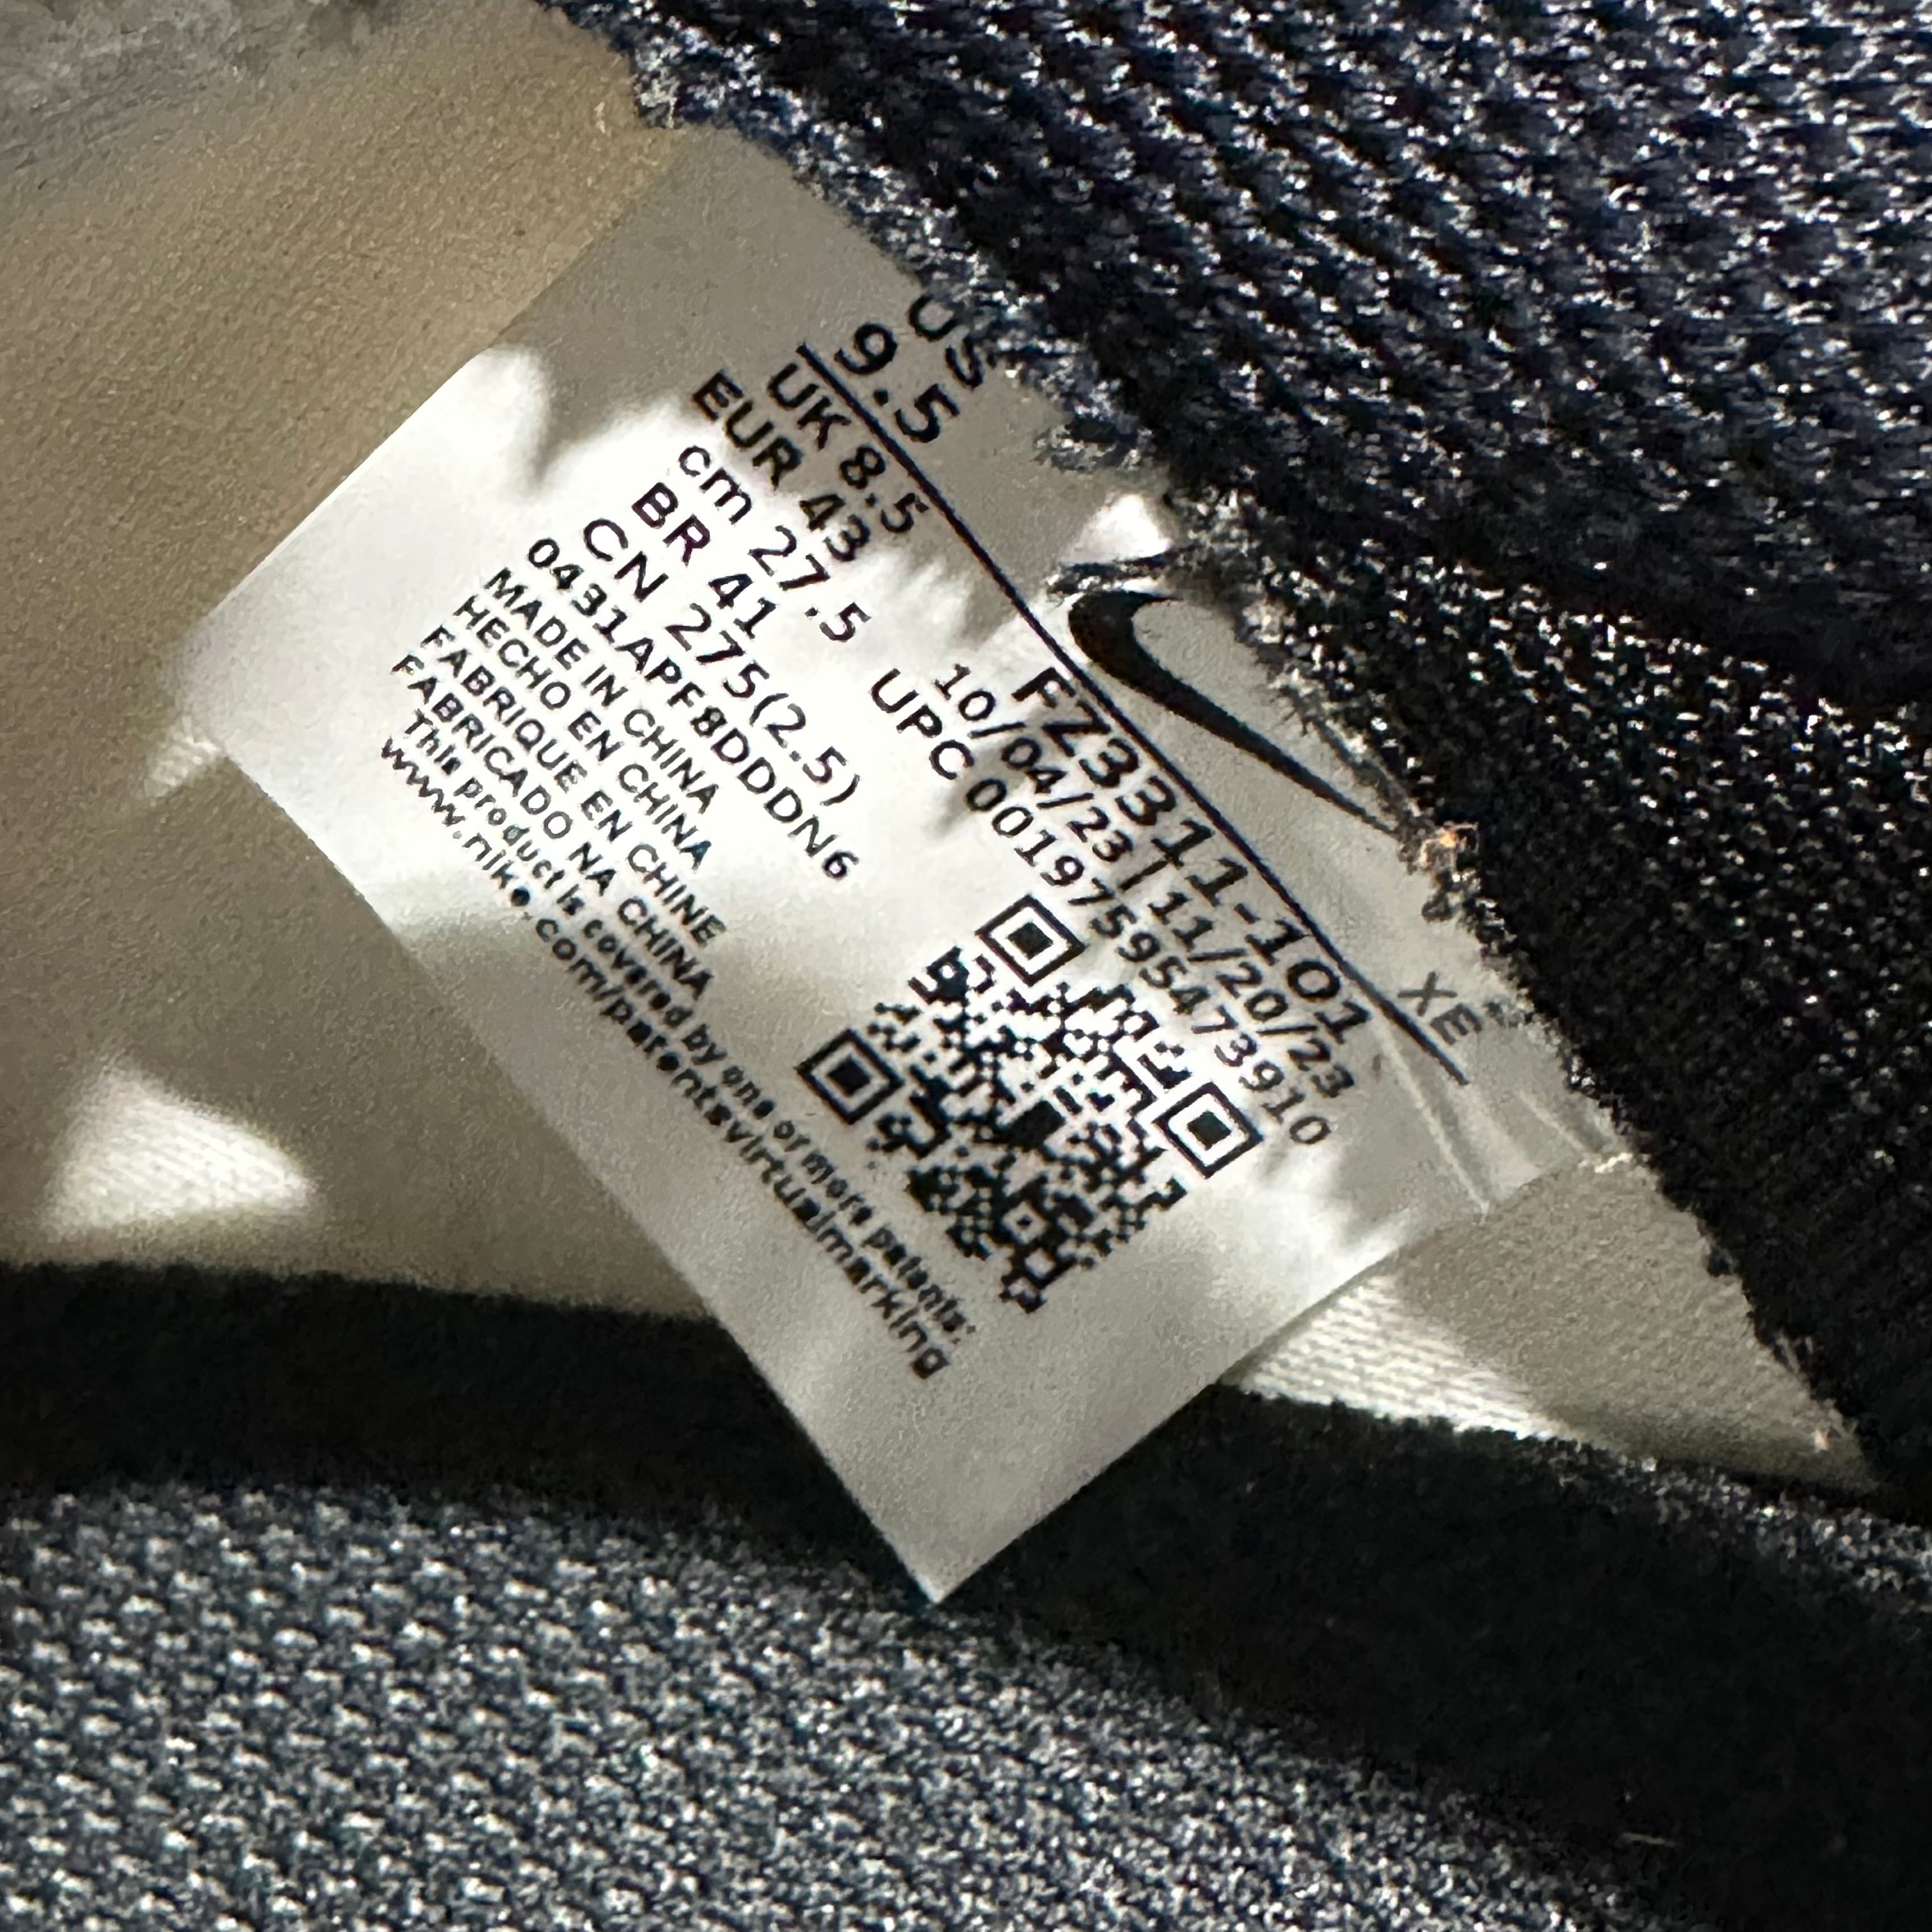 US
9.5
XE
UK 8.5
EUR 43
cm 27.5
BR 41
CN 275(2.5)
FZ3311-101
10/04/23 | 11/20/23
UPC 00197595473910
0431APF8DDDN6
MADE IN CHINA
HECHO EN CHINA
FABRIQUE EN CHINE
FABRICADO NA CHINA
This product is covered by one or more patents:
www.nike.com/patentsvirtualmarking